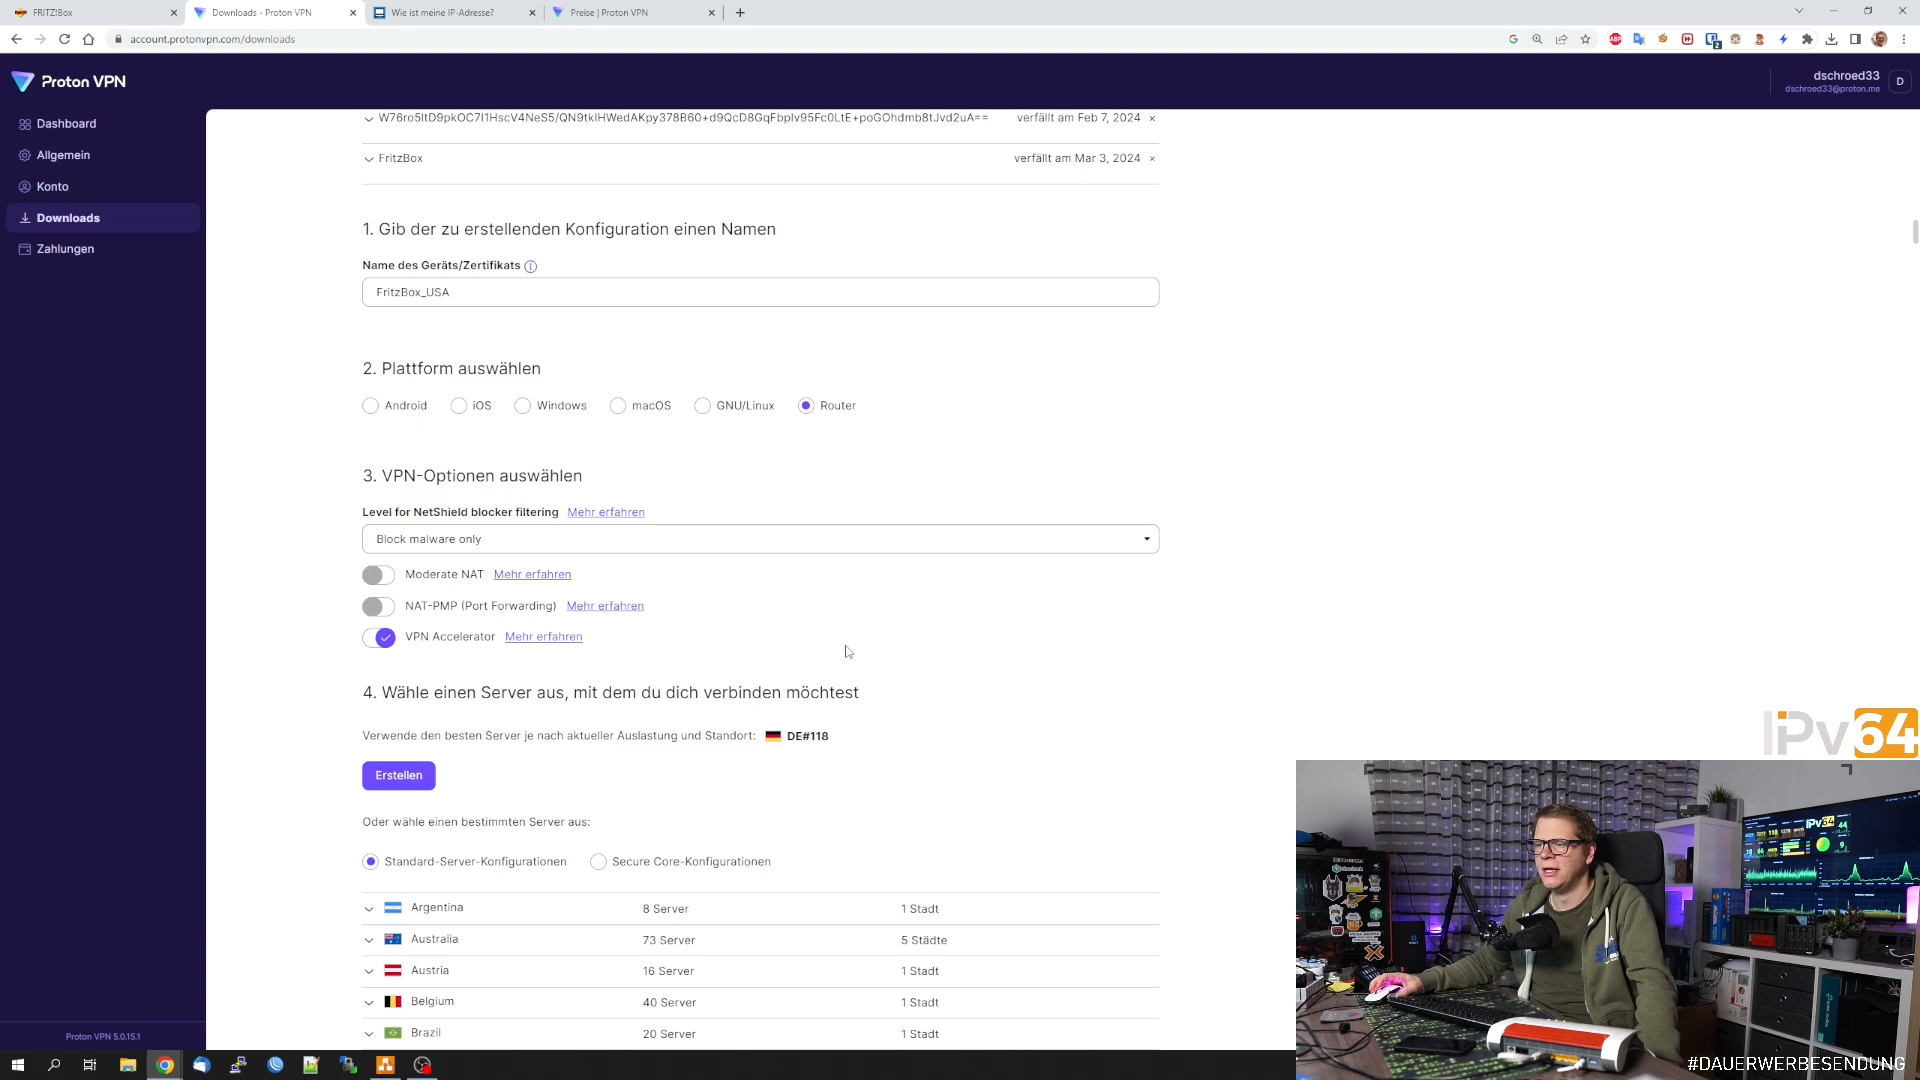 FRITZ!Box
Downloads - Proton VPN
Wie ist meine IP-Adresse?
Preise | Proton VPN
account.protonvpn.com/downloads
Proton VPN
dschroed33
dschroed33@proton.me
D
Dashboard
Allgemein
Konto
Downloads
Zahlungen
verfällt am Feb 7, 2024
FritzBox
verfällt am Mar 3, 2024
1. Gib der zu erstellenden Konfiguration einen Namen
Name des Geräts/Zertifikats
FritzBox_USA
2. Plattform auswählen
Android iOS Windows macOS GNU/Linux Router
3. VPN-Optionen auswählen
Level for NetShield blocker filtering Mehr erfahren
Block malware only
Moderate NAT Mehr erfahren
NAT-PMP (Port Forwarding) Mehr erfahren
VPN Accelerator Mehr erfahren
4. Wähle einen Server aus, mit dem du dich verbinden möchtest
Verwende den besten Server je nach aktueller Auslastung und Standort: DE#118
Erstellen
Oder wähle einen bestimmten Server aus:
Standard-Server-Konfigurationen Secure Core-Konfigurationen
Argentina 8 Server 1 Stadt
Australia 73 Server 5 Städte
Austria 16 Server 1 Stadt
Belgium 40 Server 1 Stadt
Brazil 20 Server 1 Stadt
Proton VPN 5.0.15.1
IPv64
IPv64
#DAUERWERBESENDUNG